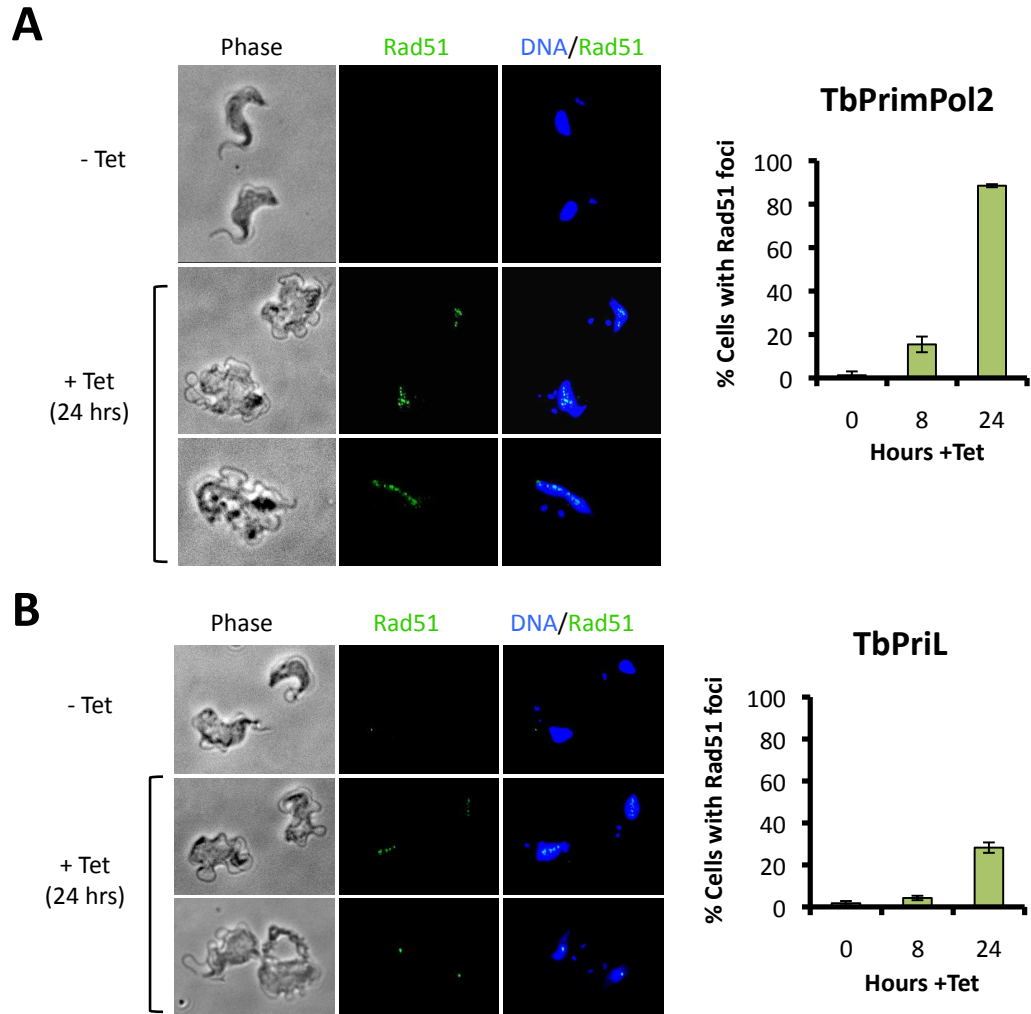 A
Phase
Rad51
DNA/Rad51
- Tet
+ Tet
(24 hrs)
TbPrimPol2
% Cells with Rad51 foci
100
80
60
40
20
0
0
8
24
Hours +Tet
B
Phase
Rad51
DNA/Rad51
- Tet
+ Tet
(24 hrs)
TbPriL
% Cells with Rad51 foci
100
80
60
40
20
0
0
8
24
Hours +Tet